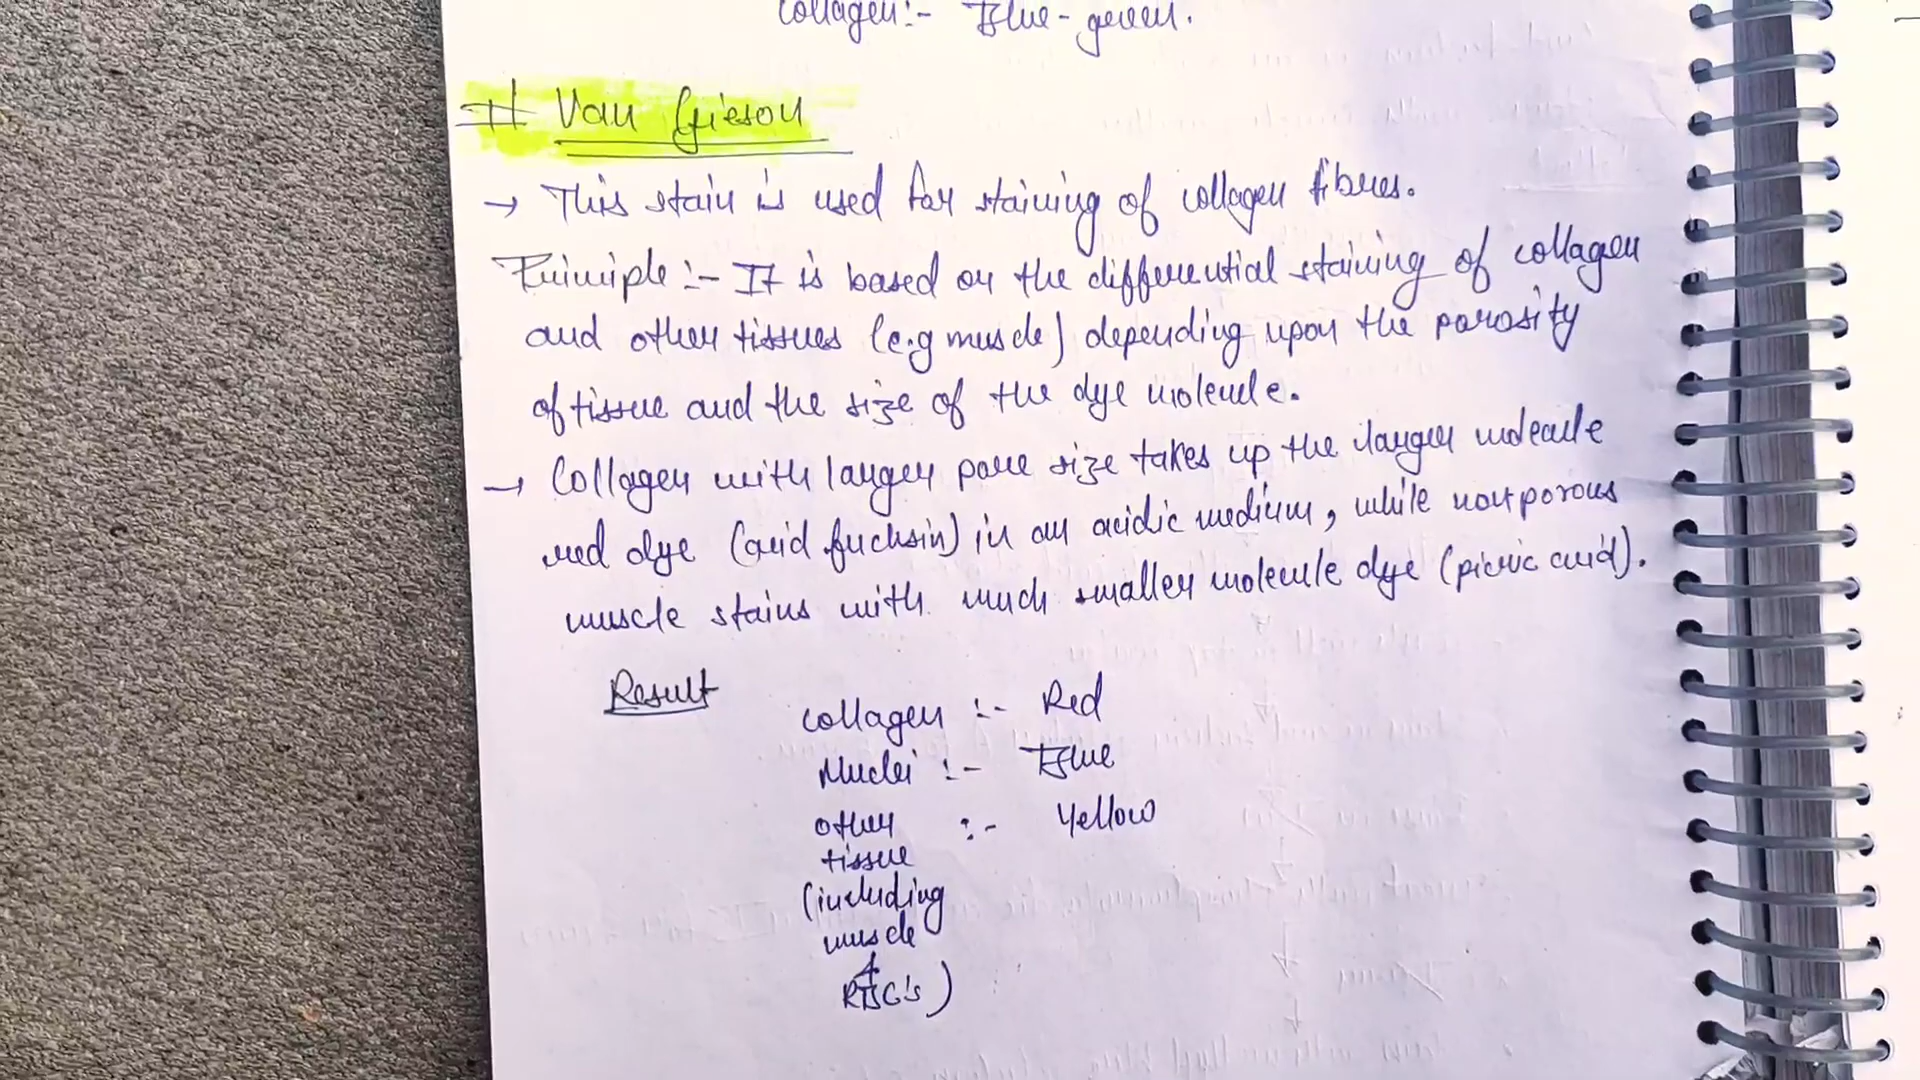 Collagen:- Blue-green.
# Van Gieson
→ This stain is used for staining of collagen fibres.
Principle :- It is based on the differential staining of collagen
and other tissues (e.g muscle) depending upon the porosity
of tissue and the size of the dye molecule.
→ Collagen with larger pore size takes up the larger molecule
red dye (acid fuchsin) in an acidic medium, while nonporous
muscle stains with much smaller molecule dye (picric acid).
Result
collagen :- Red
Nuclei :- Blue
other :- Yellow
tissue
(including
muscle
&
RBC's)